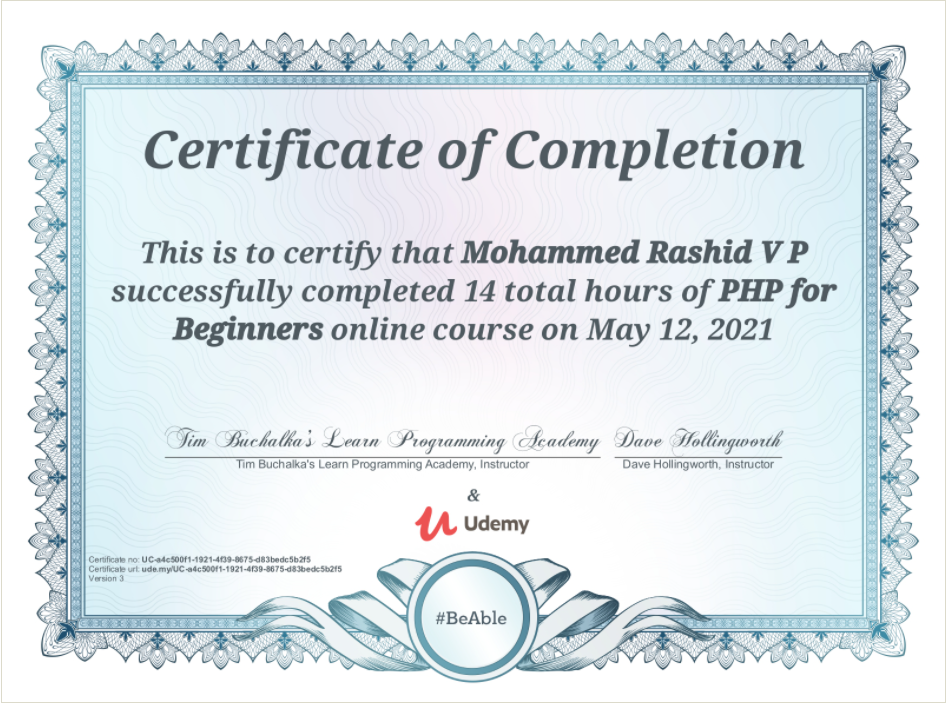 Certificate of Completion
This is to certify that Mohammed Rashid V P
successfully completed 14 total hours of PHP for
Beginners online course on May 12, 2021
Tim Buchalka's Learn Programming Academy Dave Hollingworth
Tim Buchalka's Learn Programming Academy, Instructor Dave Hollingworth, Instructor
&
Udemy
Certificate no: UC-a4c500f1-1921-4f39-8675-d83bedc5b2f5
Certificate url: ude.my/UC-a4c500f1-1921-4f39-8675-d83bedc5b2f5
Version 3
#BeAble